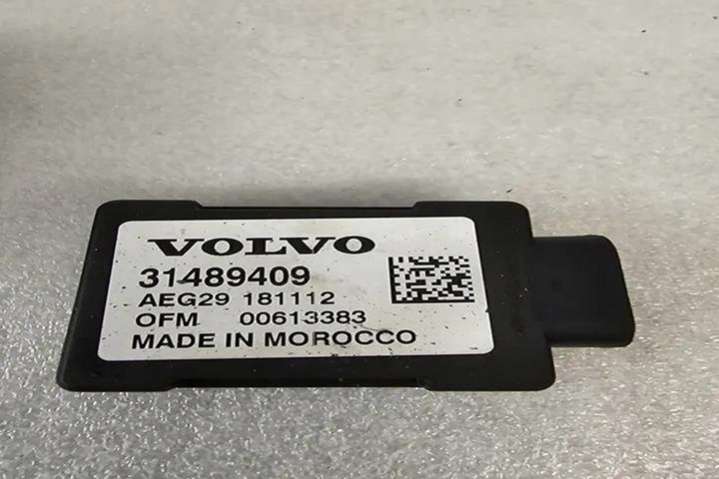 VOLVO
31489409
AEG29 181112
OFM 00613383
MADE IN MOROCCO